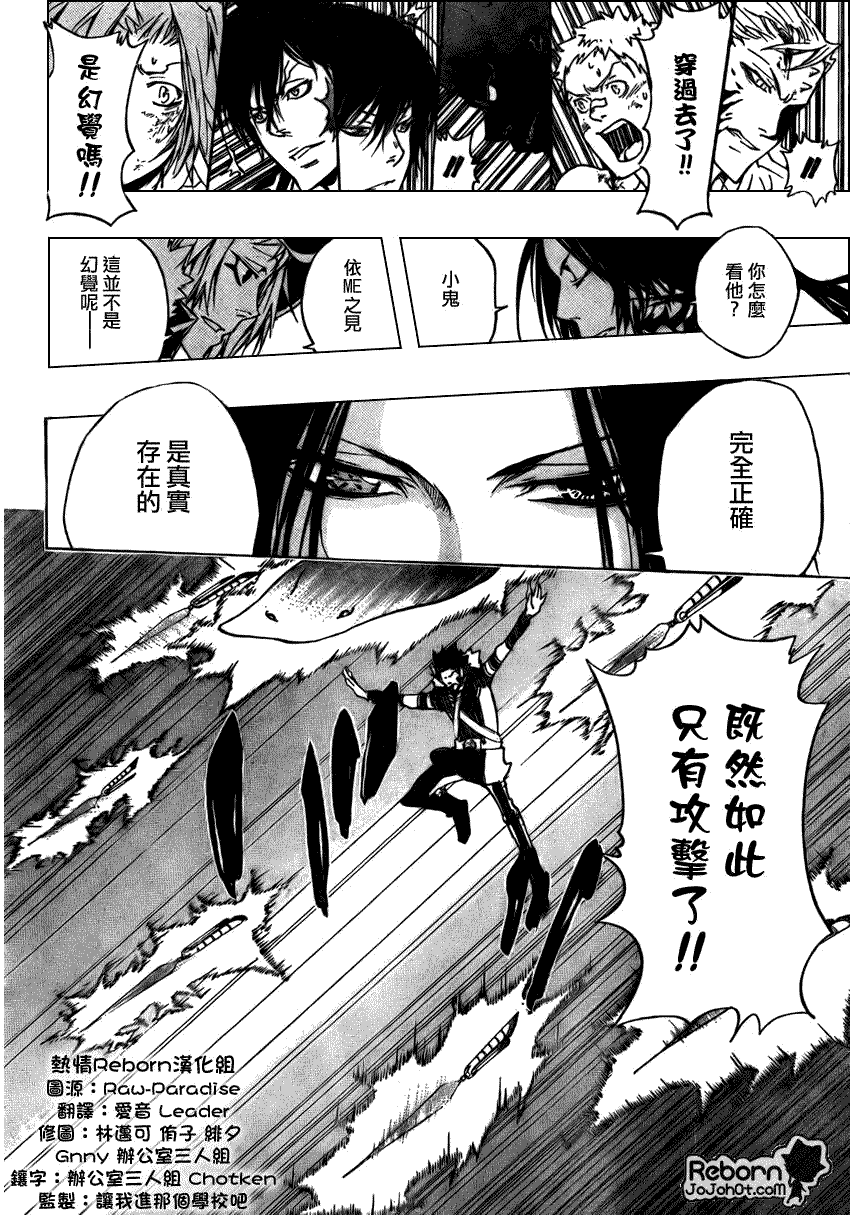 穿過去了!!
是幻覺嗎!!
你怎麼
看他？
小鬼
依ME之見
這並不是
幻覺呢——
完全正確
是真實
存在的
既然如此
只有攻擊了!!
熱情Reborn漢化組
圖源：Raw-Paradise
翻譯：愛音 Leader
修圖：林邁可 侑子 緋夕
Gnny 辦公室三人組
鑲字：辦公室三人組 Chotken
監製：讓我進那個學校吧
Reborn
JoJoHOt.com